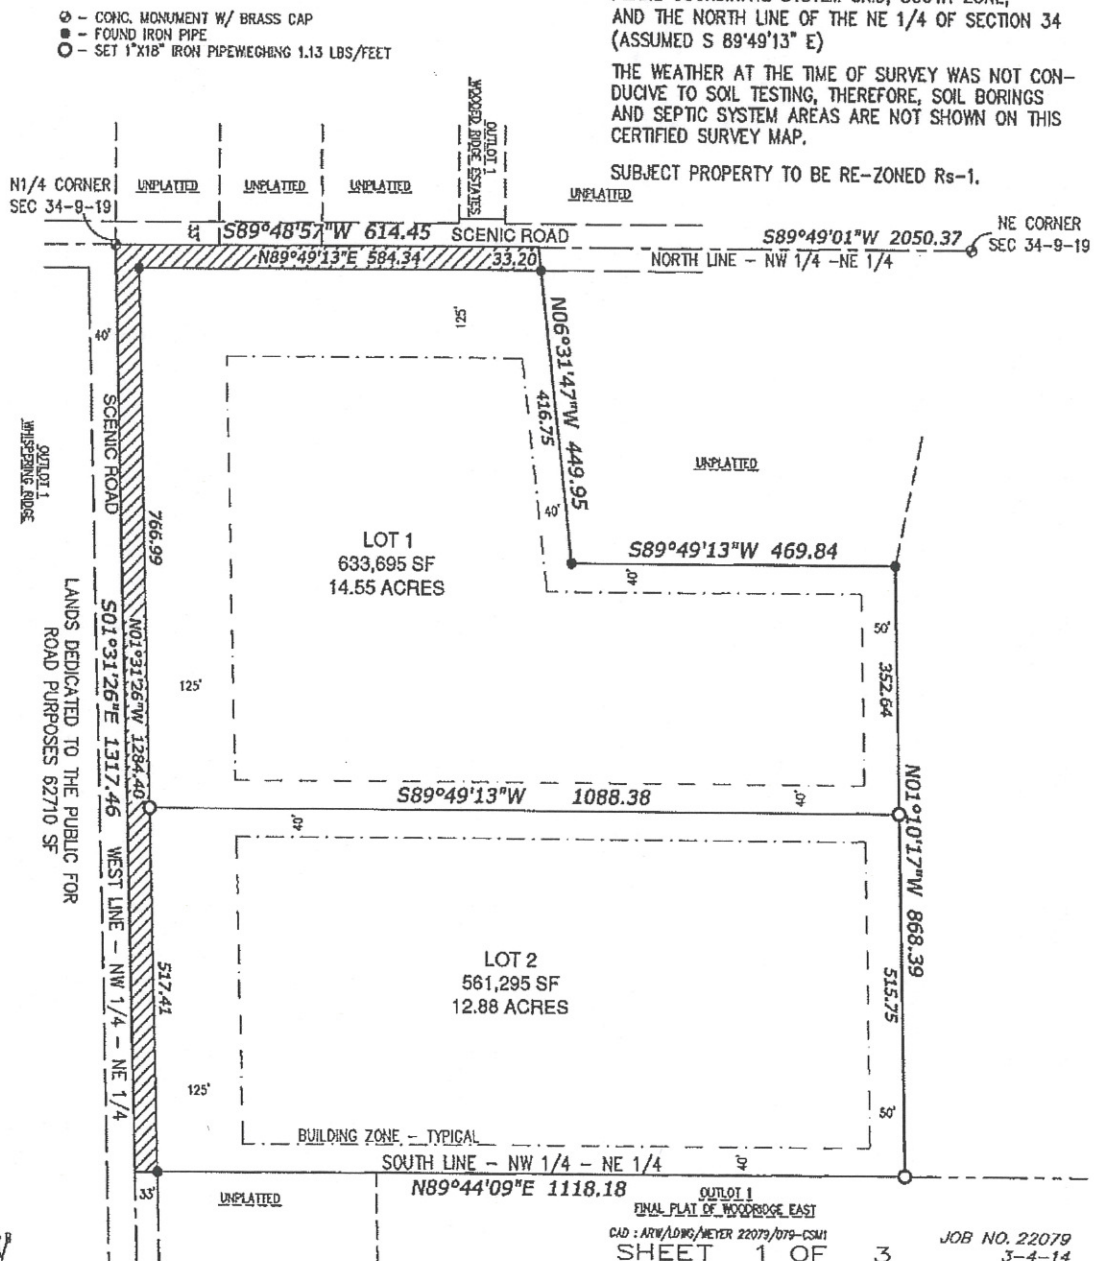 - CONC. MONUMENT W/ BRASS CAP
- FOUND IRON PIPE
- SET 1"X18" IRON PIPEWEGHING 1.13 LBS/FEET
AND THE NORTH LINE OF THE NE 1/4 OF SECTION 34
(ASSUMED S 89°49'13" E)
THE WEATHER AT THE TIME OF SURVEY WAS NOT CON-
DUCIVE TO SOIL TESTING, THEREFORE, SOIL BORINGS
AND SEPTIC SYSTEM AREAS ARE NOT SHOWN ON THIS
CERTIFIED SURVEY MAP.
SUBJECT PROPERTY TO BE RE-ZONED Rs-1.
OUTLOT 1
N1/4 CORNER
SEC 34-9-19
UNPLATTED
UNPLATTED
UNPLATTED
UNPLATTED
NE CORNER
SEC 34-9-19
S89°48'57"W 614.45
SCENIC ROAD
S89°49'01"W 2050.37
N89°49'13"E 584.34
33.20
NORTH LINE - NW 1/4 -NE 1/4
40'
SCENIC ROAD
125'
N06°31'47"W 449.95
416.75
40'
OUTLOT 1
WHISPERING RIDGE
766.99
UNPLATTED
LOT 1
633,695 SF
14.55 ACRES
S89°49'13"W 469.84
40'
50'
352.64
LANDS DEDICATED TO THE PUBLIC FOR
ROAD PURPOSES 62710 SF
S01°31'26"E 1317.46
N01°31'26"W 1284.40
125'
S89°49'13"W 1088.38
40'
40'
N01°10'17"W 868.39
WEST LINE - NW 1/4 - NE 1/4
LOT 2
561,295 SF
12.88 ACRES
517.41
515.75
125'
50'
BUILDING ZONE - TYPICAL
SOUTH LINE - NW 1/4 - NE 1/4
40'
N89°44'09"E 1118.18
33'
UNPLATTED
OUTLOT 1
FINAL PLAT OF WOODRIDGE EAST
CAD : ARW/LDWG/MEYER 22079/079-CSM1
SHEET 1 OF 3
JOB NO. 22079
3-4-14